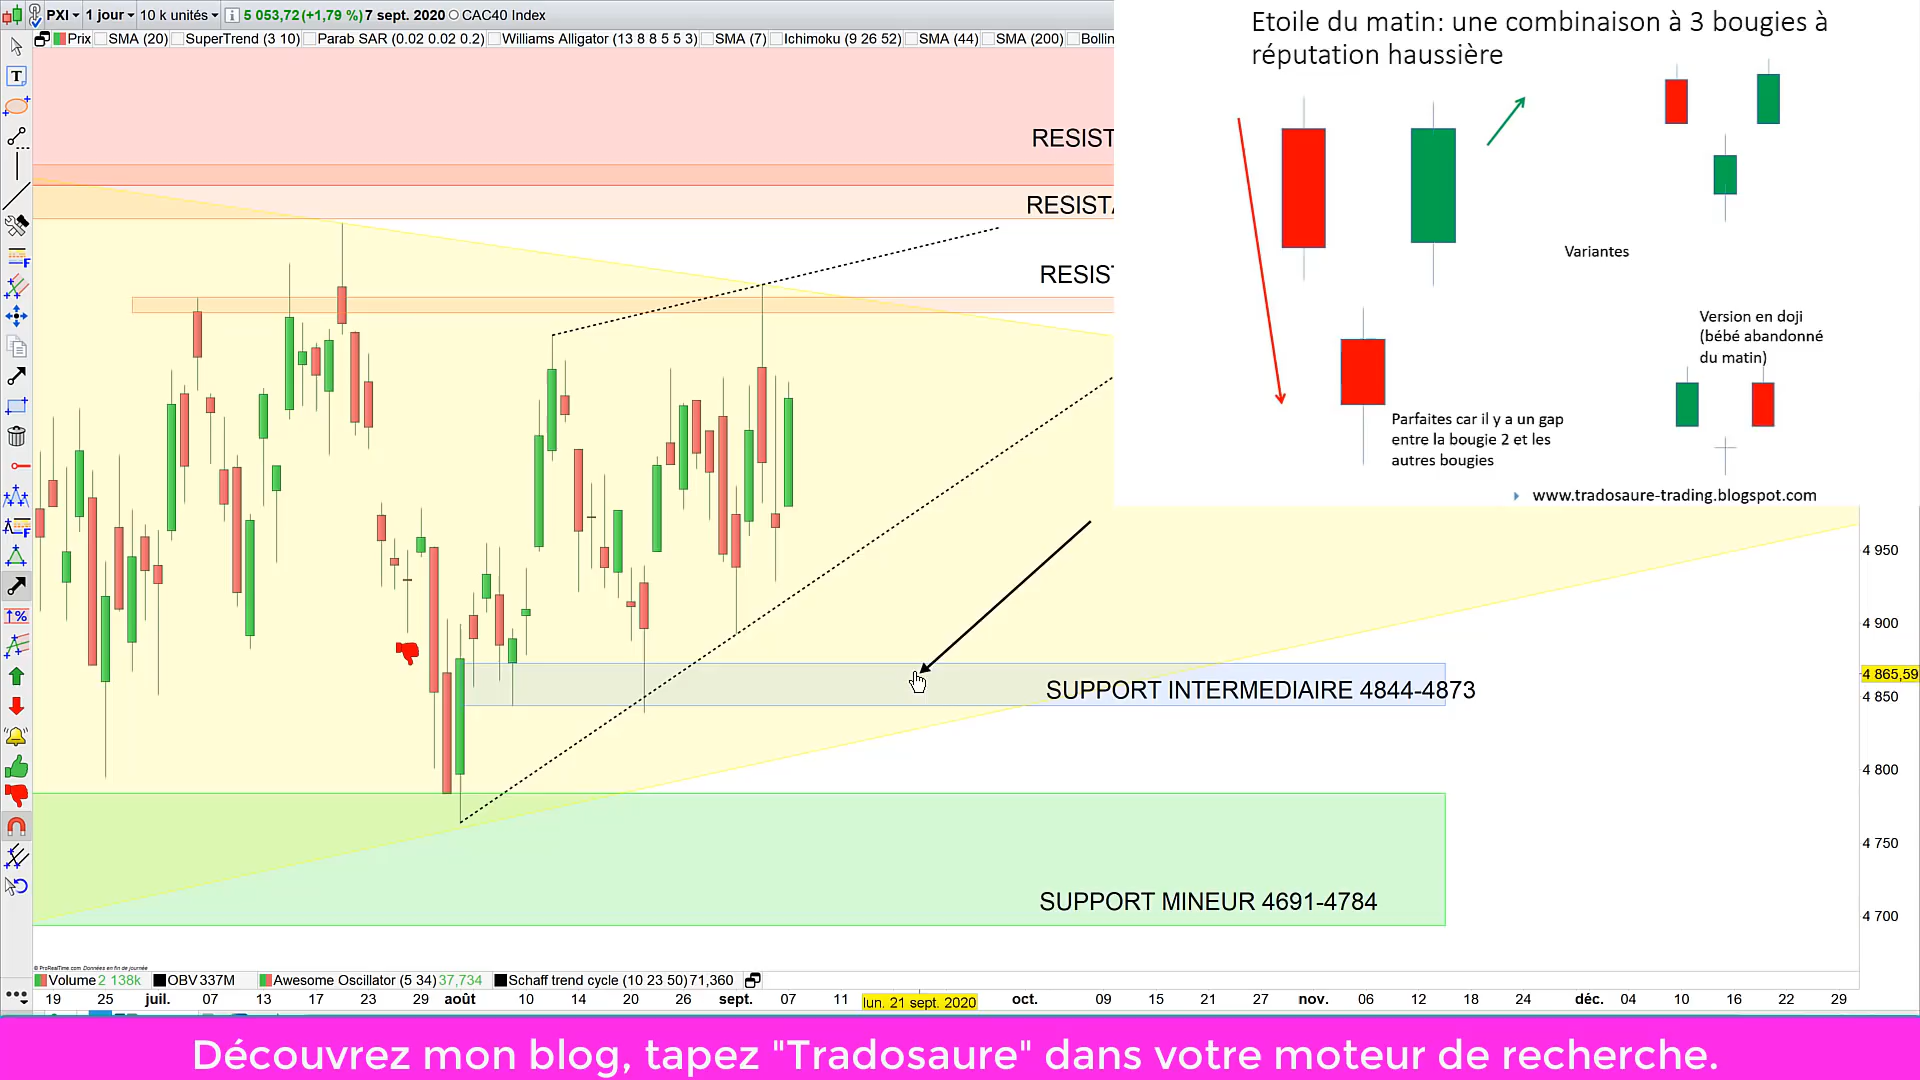 PXI 1 jour 10 k unités 5 053,72 (+1,79 %) 7 sept. 2020 CAC40 Index
Prix SMA (20) SuperTrend (3 10) Parab SAR (0.02 0.02 0.2) Williams Alligator (13 8 8 5 5 3) SMA (7) Ichimoku (9 26 52) SMA (44) SMA (200) Bollin
Etoile du matin: une combinaison à 3 bougies à
réputation haussière
RESIST
RESISTA
RESIST
Variantes
Version en doji
(bébé abandonné
du matin)
Parfaites car il y a un gap
entre la bougie 2 et les
autres bougies
www.tradosaure-trading.blogspot.com
4 950
4 900
4 865,59
4 850
4 800
4 750
4 700
SUPPORT INTERMEDIAIRE 4844-4873
SUPPORT MINEUR 4691-4784
© ProRealTime.com Données en fin de journée
Volume 2 138k OBV 337M Awesome Oscillator (5 34) 37,734 Schaff trend cycle (10 23 50) 71,360
19 25 juil. 07 13 17 23 29 août 10 14 20 26 sept. 07 11 lun. 21 sept. 2020 oct. 09 15 21 27 nov. 06 12 18 24 déc. 04 10 16 22 29
Découvrez mon blog, tapez "Tradosaure" dans votre moteur de recherche.